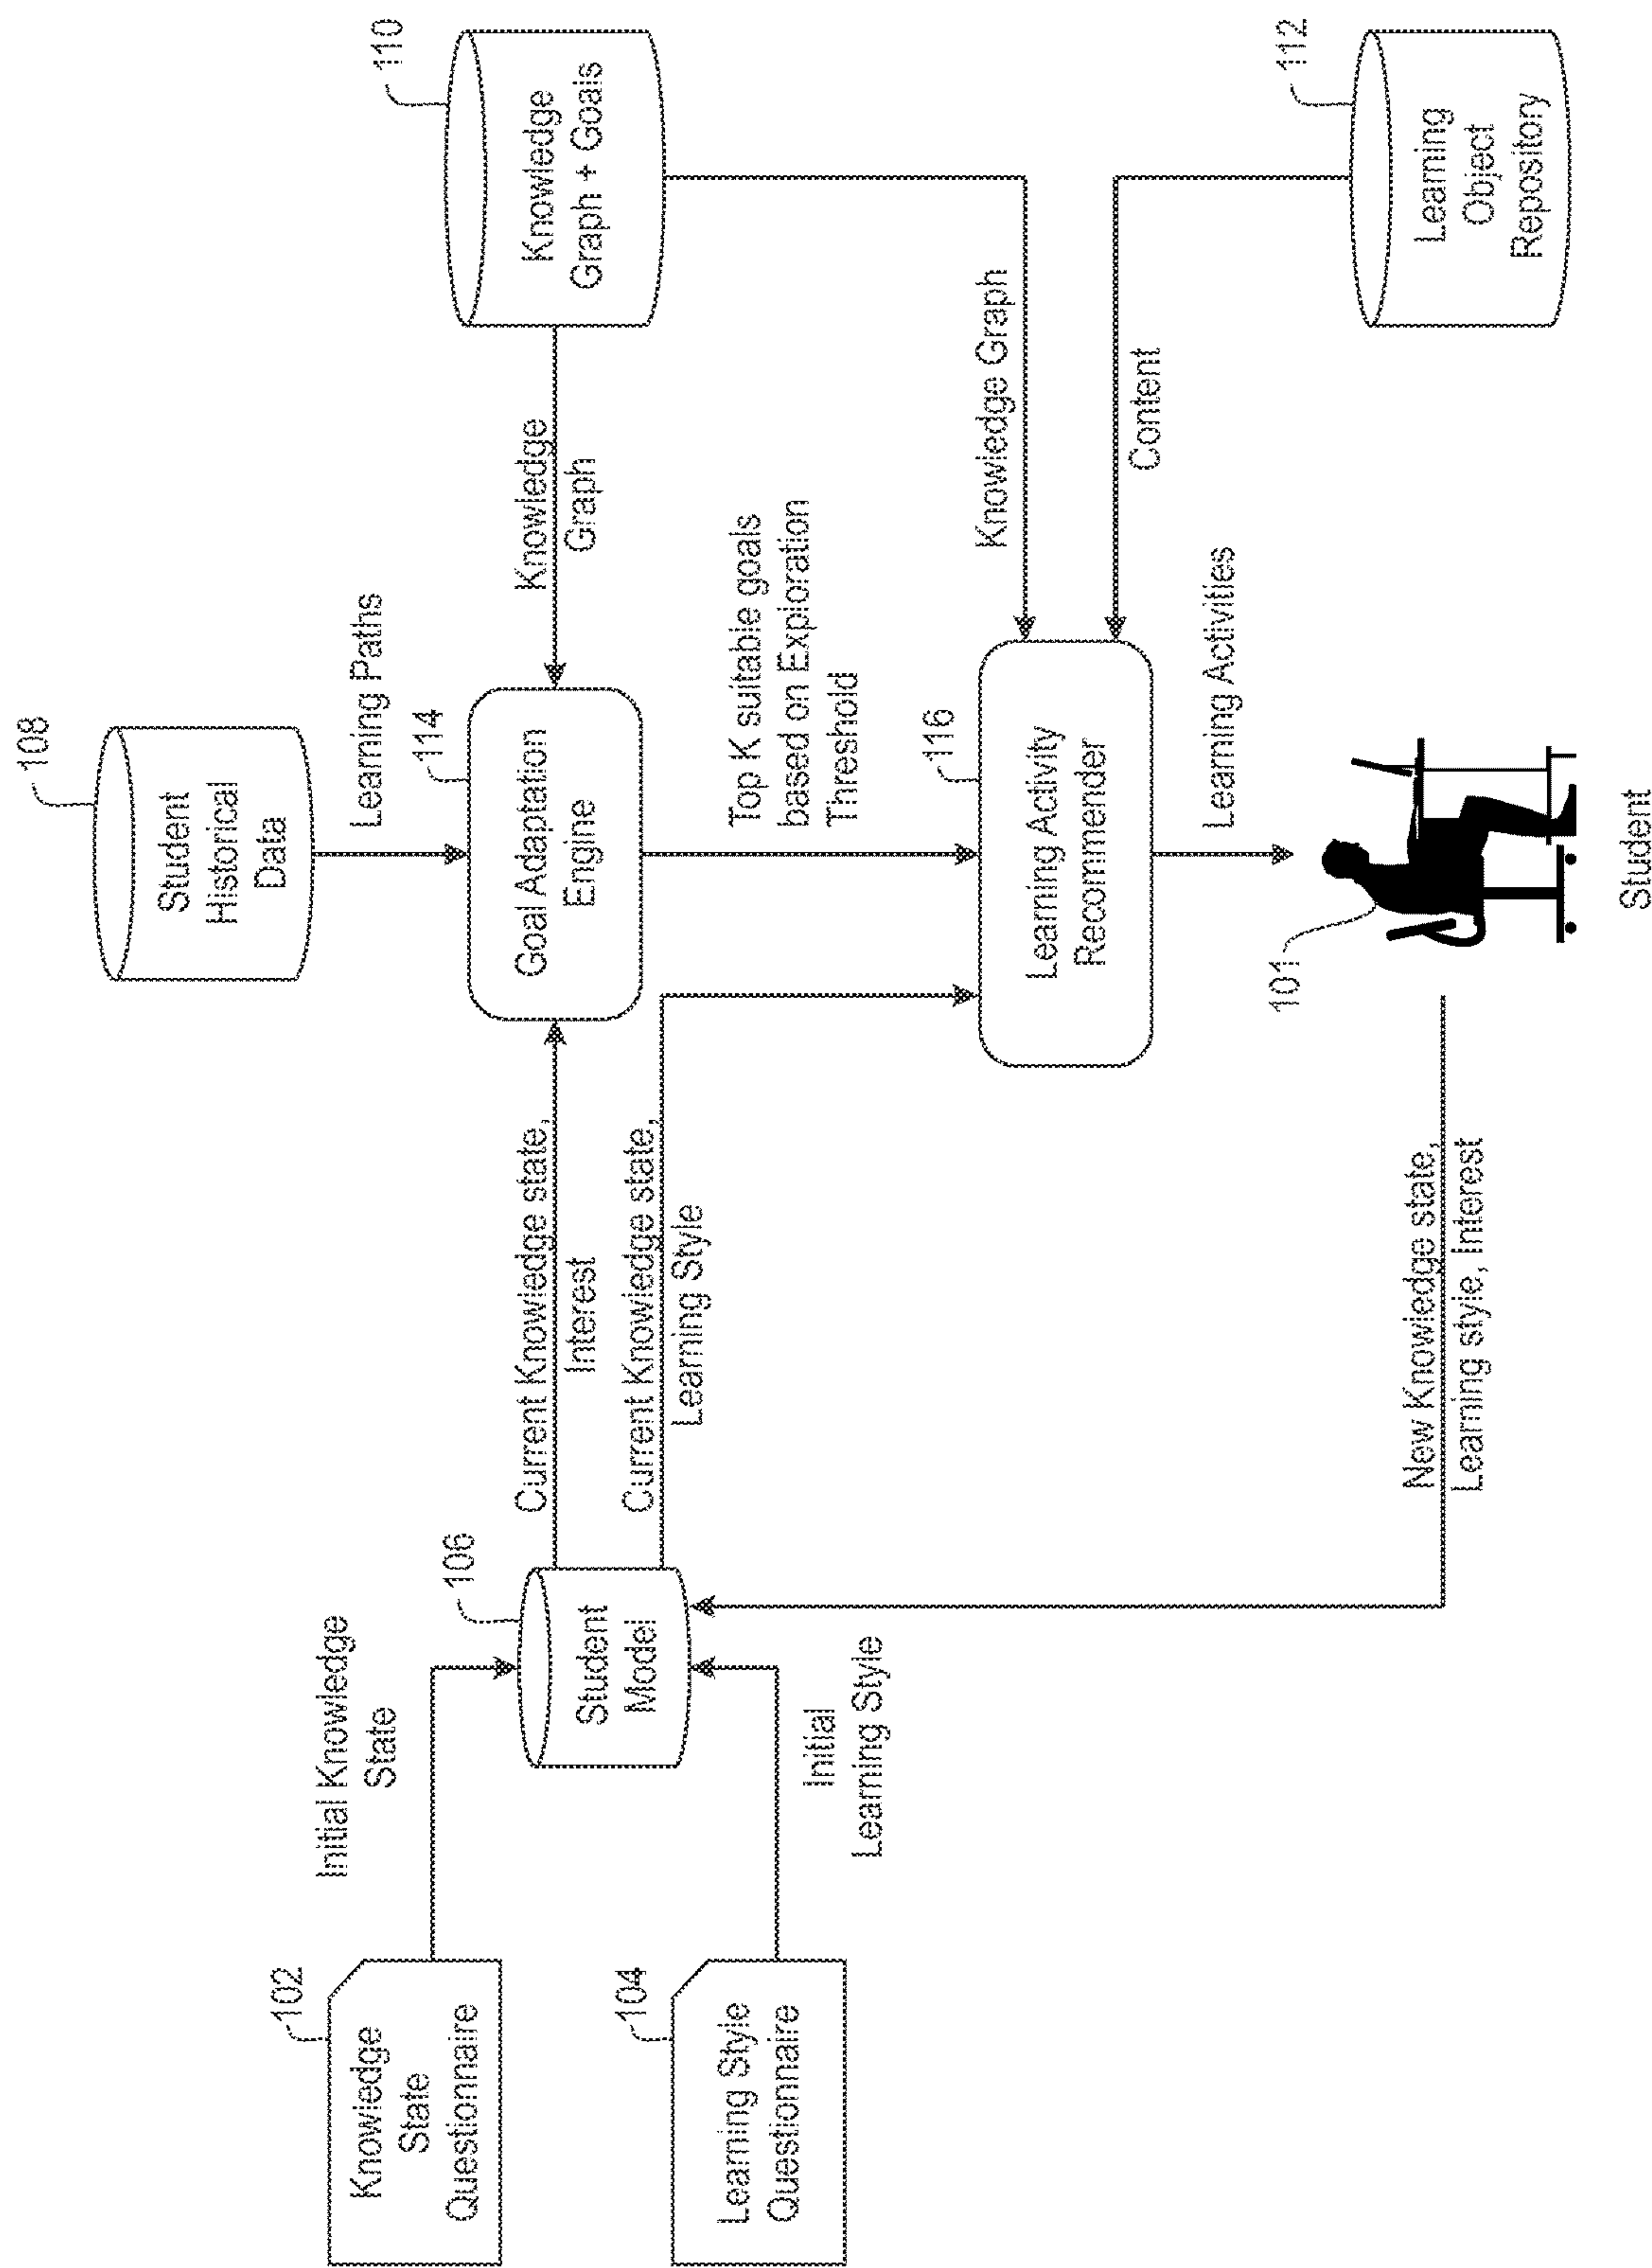 108
Student
Historical
Data
Learning Paths
110
Knowledge
Graph + Goals
102
Knowledge
State
Questionnaire
Initial Knowledge
State
106
Student
Model
Current Knowledge state,
Interest
Current Knowledge state,
Learning Style
114
Goal Adaptation
Engine
Knowledge
Graph
Top K suitable goals
based on Exploration
Threshold
104
Learning Style
Questionnaire
Initial
Learning Style
116
Learning Activity
Recommender
Knowledge Graph
Content
112
Learning
Object
Repository
Learning Activities
101
New Knowledge state,
Learning style, Interest
Student